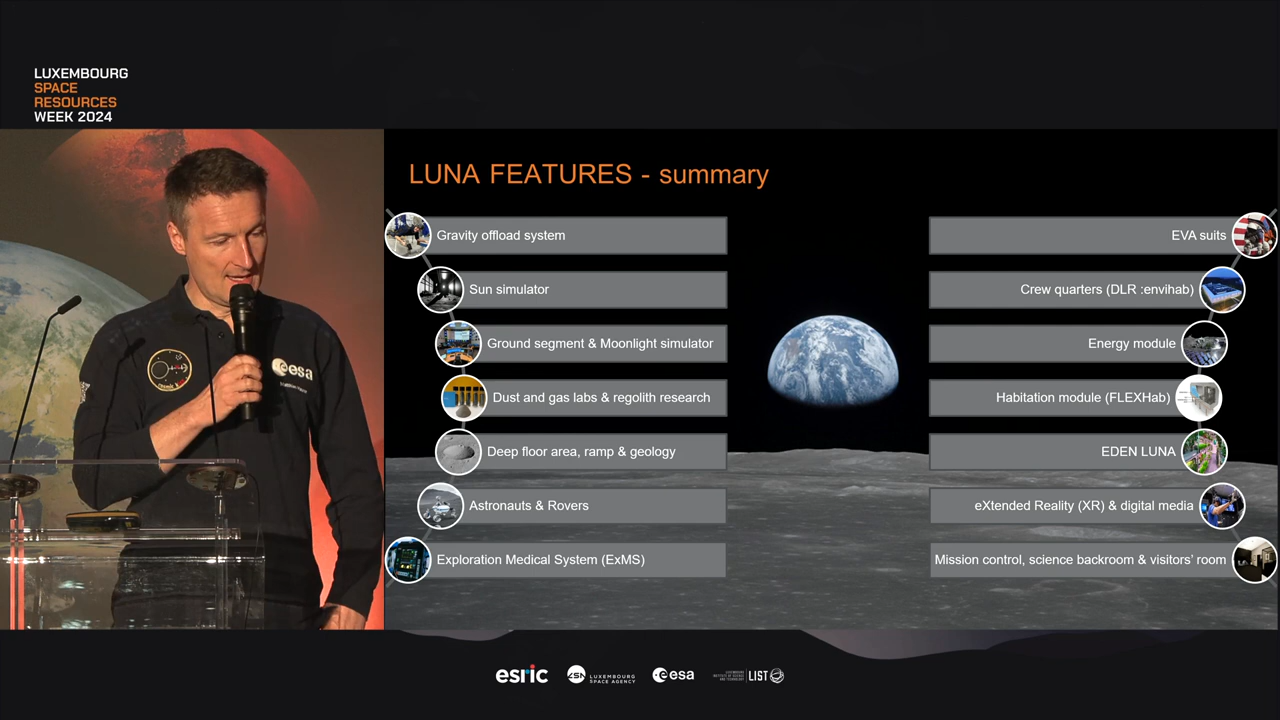 LUXEMBOURG
SPACE
RESOURCES
WEEK 2024
LUNA FEATURES - summary
Gravity offload system
Sun simulator
Ground segment & Moonlight simulator
Dust and gas labs & regolith research
Deep floor area, ramp & geology
Astronauts & Rovers
Exploration Medical System (ExMS)
EVA suits
Crew quarters (DLR :envihab)
Energy module
Habitation module (FLEXHab)
EDEN LUNA
eXtended Reality (XR) & digital media
Mission control, science backroom & visitors' room
esa
esric
LUXEMBOURG
SPACE AGENCY
esa
LIST